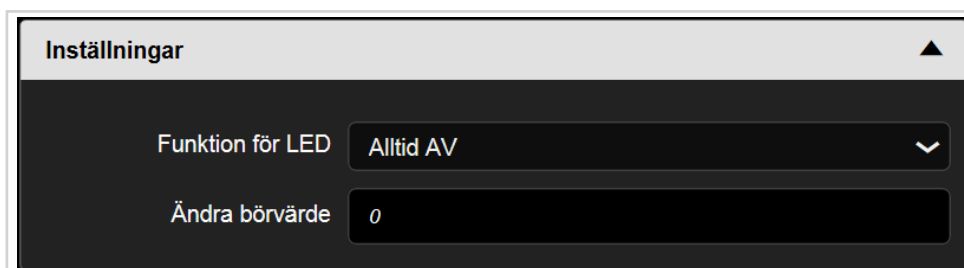 Inställningar
Funktion för LED Alltid AV
Ändra börvärde 0